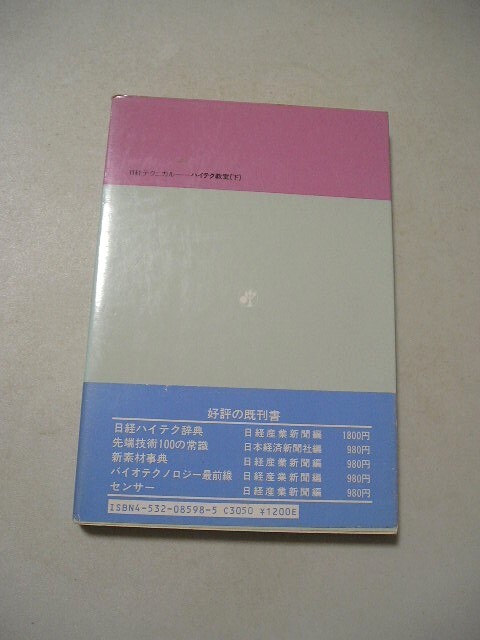 日経テクニカル――ハイテク教室(下)
好評の既刊書
日経ハイテク辞典 日経産業新聞編 1800円
先端技術100の常識 日本経済新聞社編 980円
新素材事典 日経産業新聞編 980円
バイオテクノロジー最前線 日経産業新聞編 980円
センサー 日経産業新聞編 980円
ISBN4-532-08598-5 C3050 ¥1200E